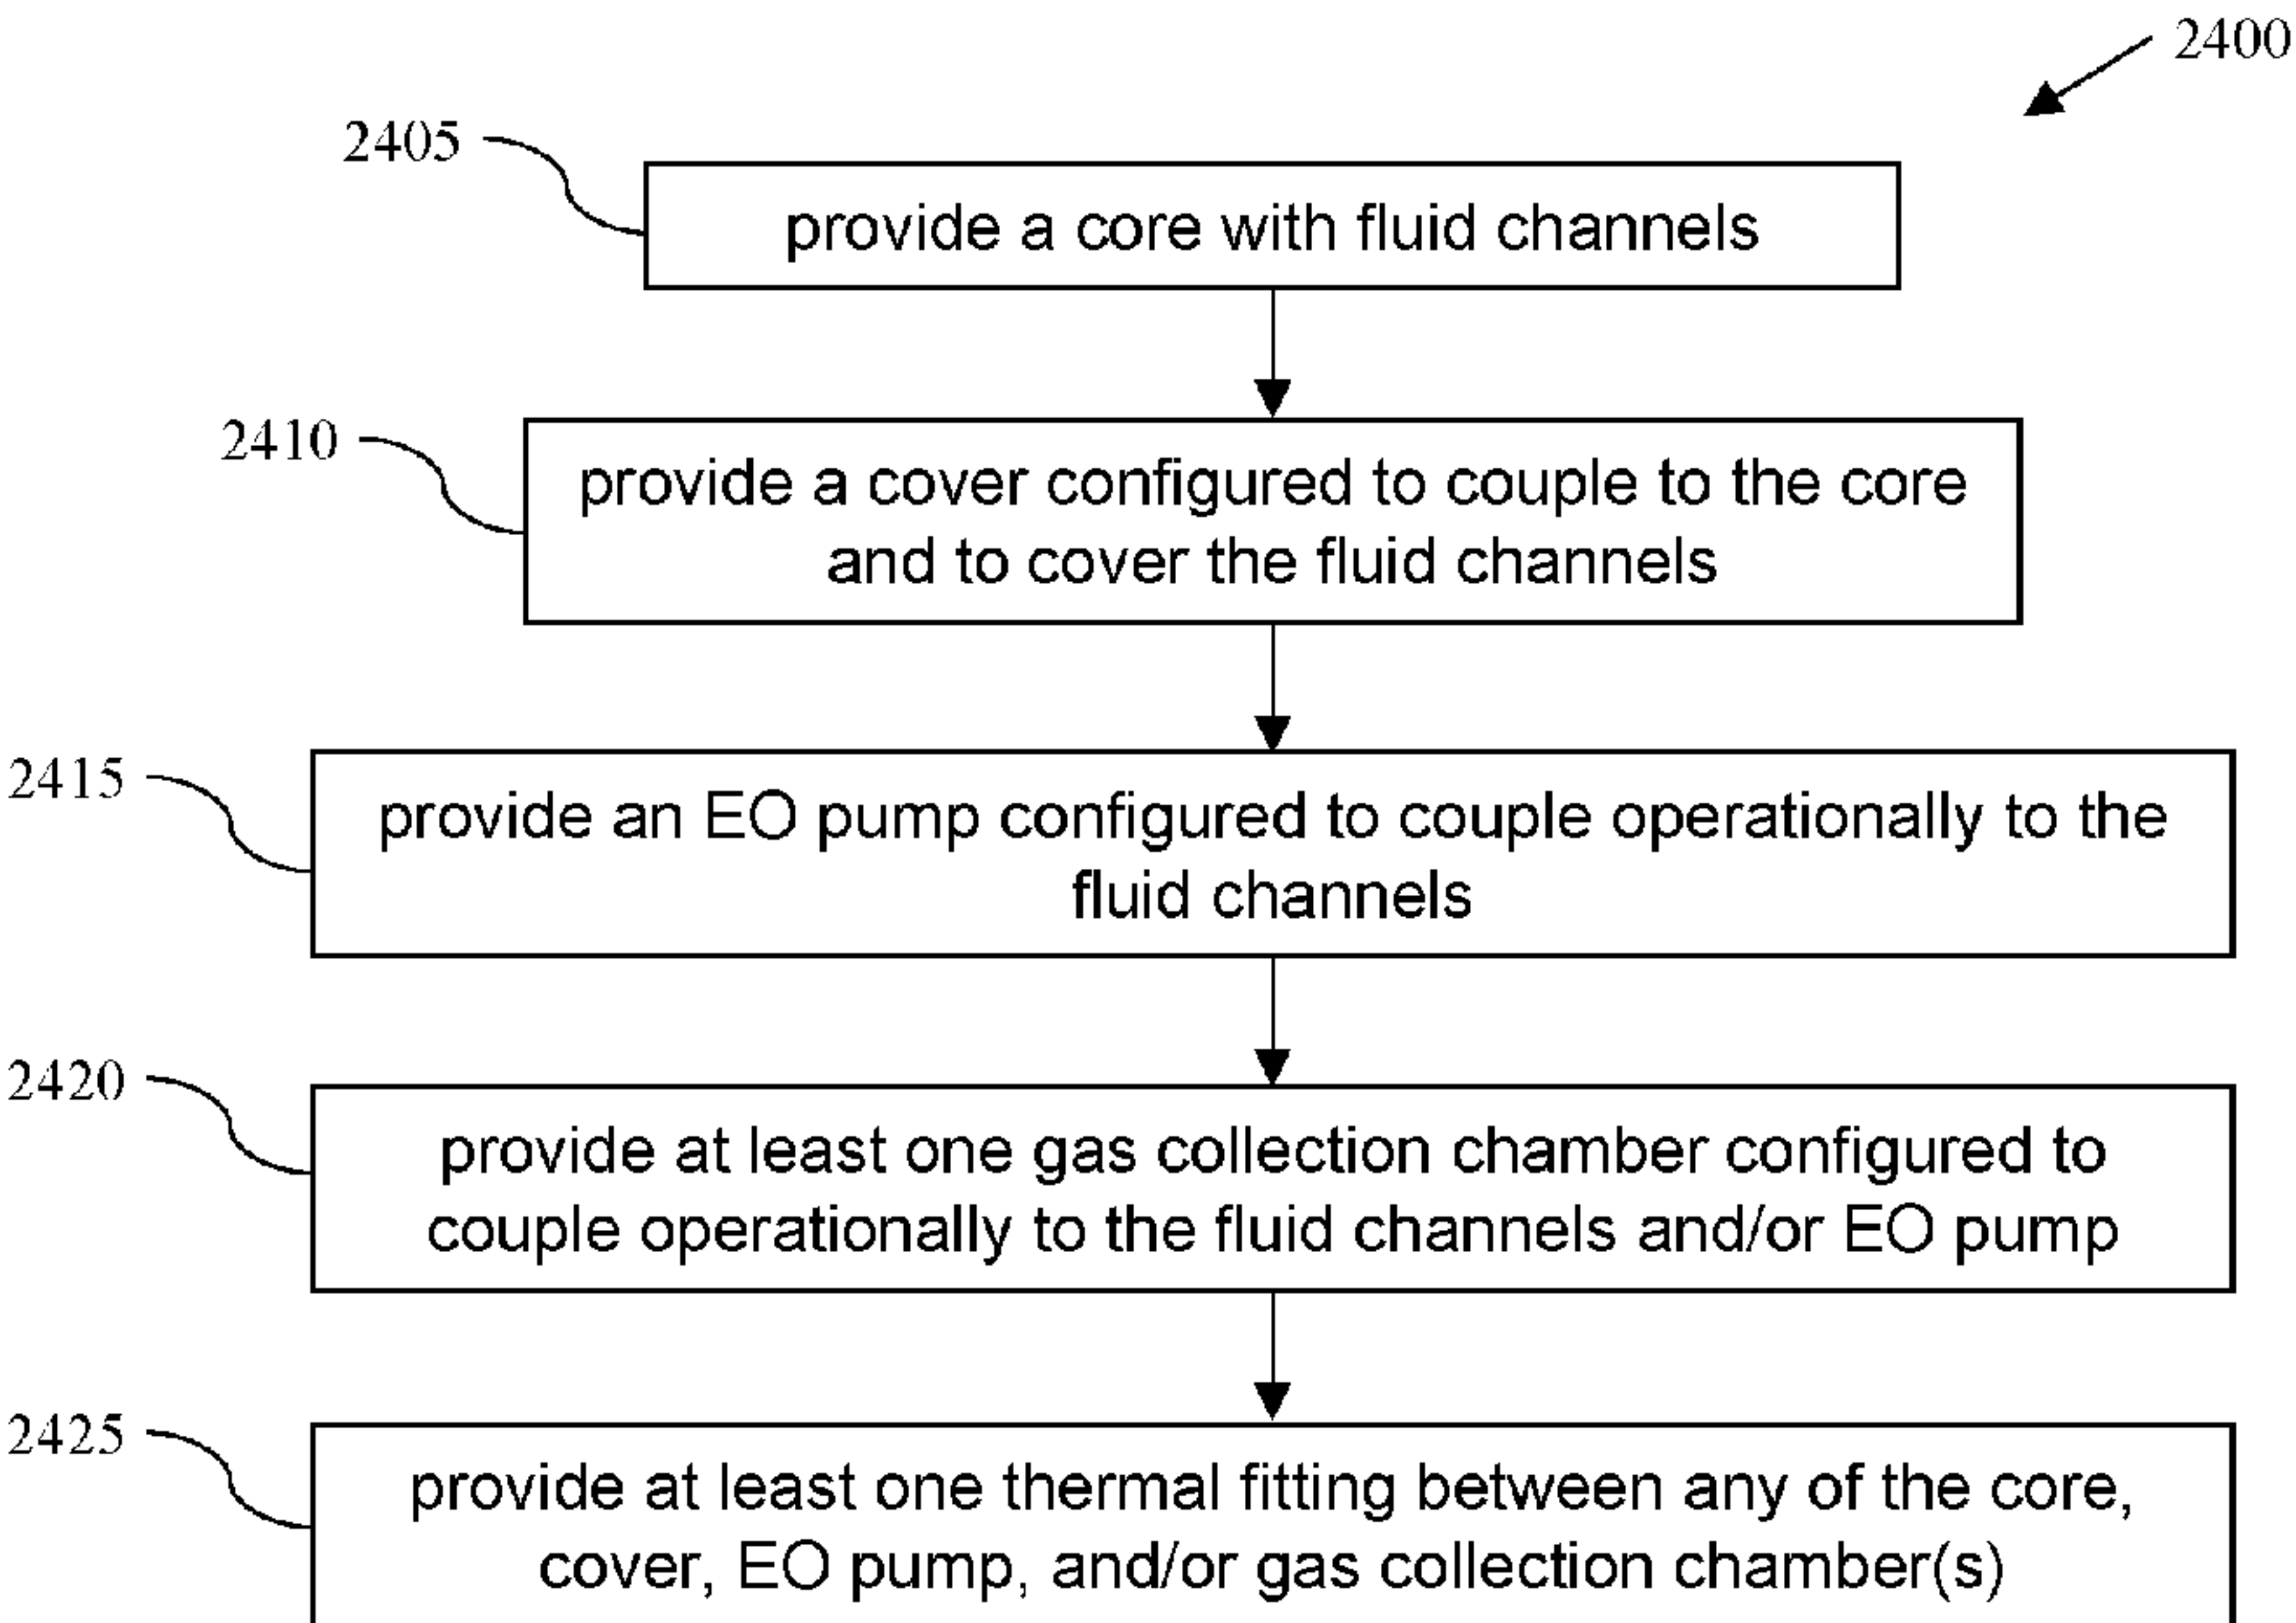 2400
2405
provide a core with fluid channels
2410
provide a cover configured to couple to the core
and to cover the fluid channels
2415
provide an EO pump configured to couple operationally to the
fluid channels
2420
provide at least one gas collection chamber configured to
couple operationally to the fluid channels and/or EO pump
2425
provide at least one thermal fitting between any of the core,
cover, EO pump, and/or gas collection chamber(s)